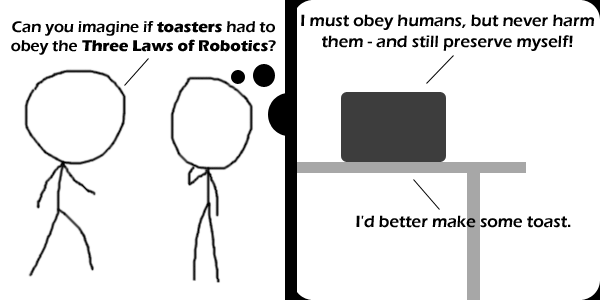 Can you imagine if toasters had to
obey the Three Laws of Robotics?
I must obey humans, but never harm
them - and still preserve myself!
I'd better make some toast.